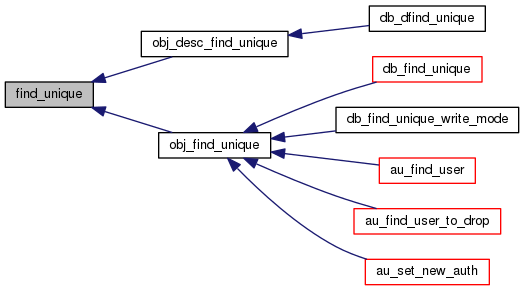 db_dfind_unique
obj_desc_find_unique
db_find_unique
find_unique
db_find_unique_write_mode
obj_find_unique
au_find_user
au_find_user_to_drop
au_set_new_auth